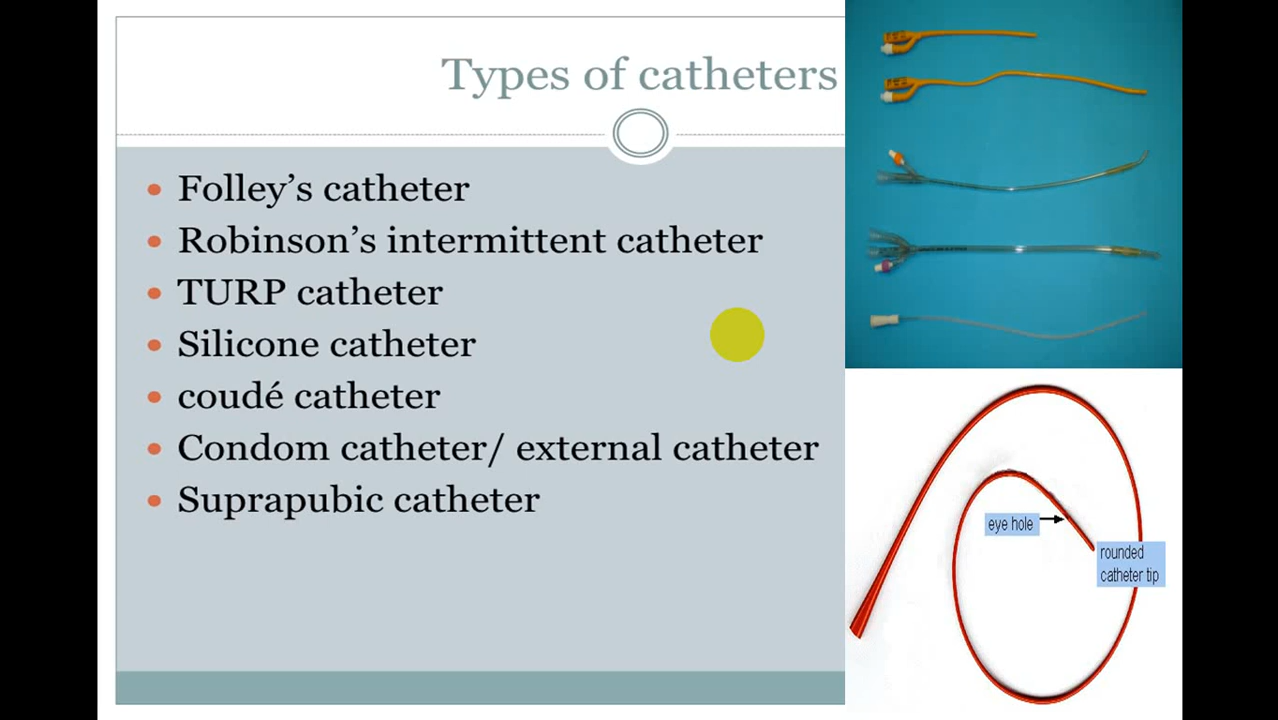 Types of catheters
Folley's catheter
Robinson's intermittent catheter
TURP catheter
Silicone catheter
coudé catheter
Condom catheter/ external catheter
Suprapubic catheter
eye hole
rounded
catheter tip